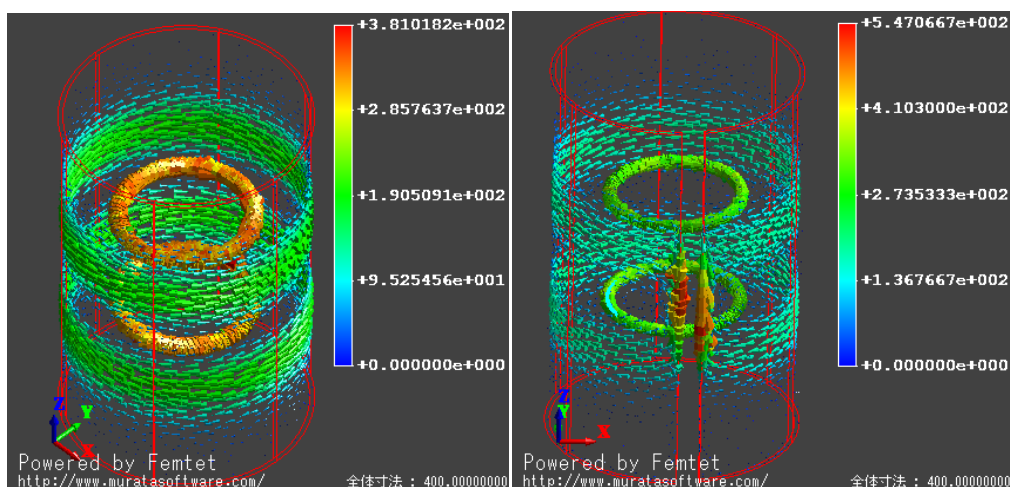 +3.810182e+002
+2.857637e+002
+1.905091e+002
+9.525456e+001
+0.000000e+000
Z
Y
X
Powered by Femtet
http://www.muratasoftware.com/
全体寸法 : 400.00000000
+5.470667e+002
+4.103000e+002
+2.735333e+002
+1.367667e+002
+0.000000e+000
Z
Y
X
Powered by Femtet
http://www.muratasoftware.com/
全体寸法 : 400.00000000